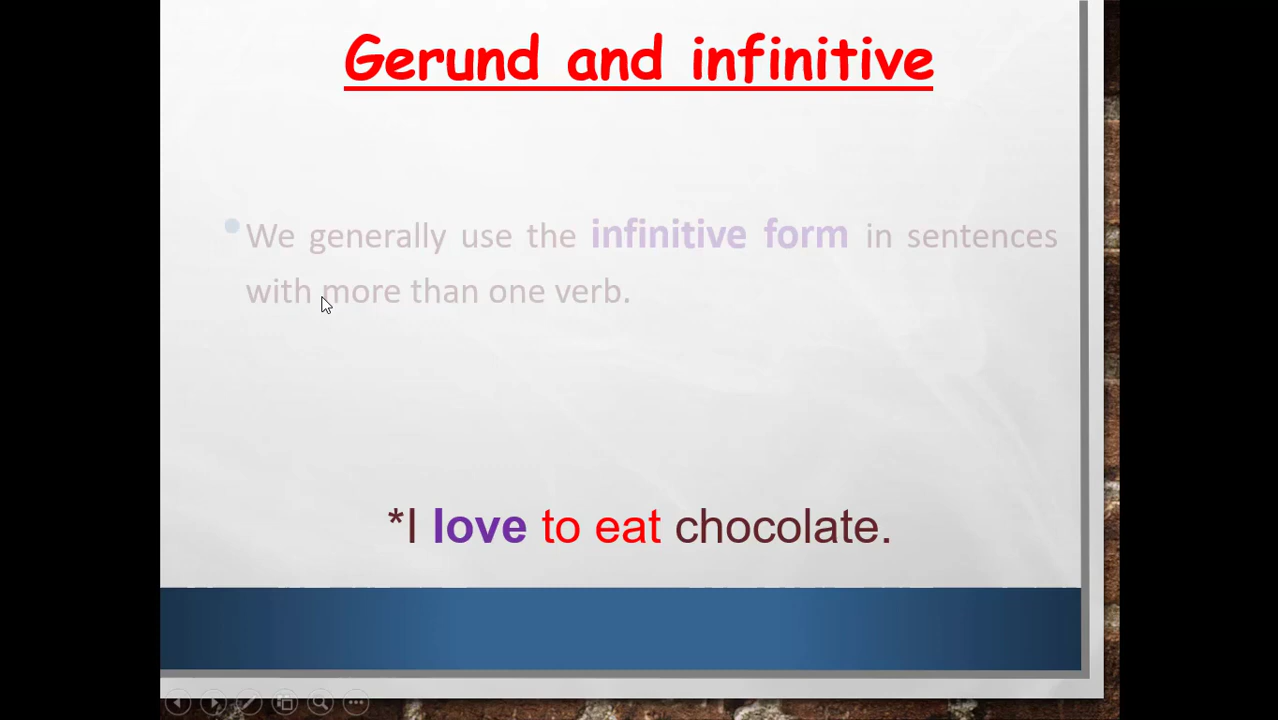 Gerund and infinitive
We generally use the infinitive form in sentences
with more than one verb.
*I love to eat chocolate.